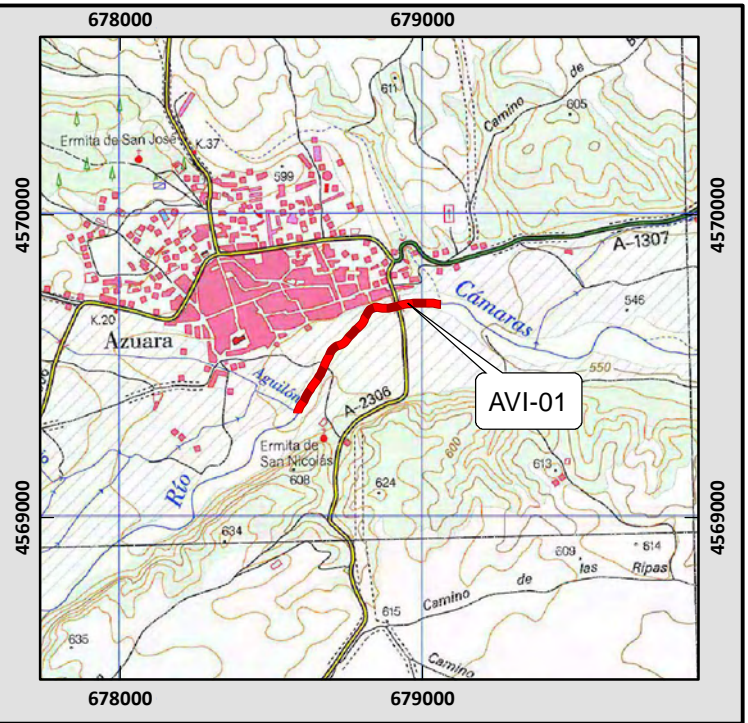 678000
679000
611
Camino
de
605
Ermita de San José
K.37
599
4570000
4570000
A-1307
Cámaras
546
K.20
Azuara
550
Aguilón
AVI-01
A-2306
Ermita de
San Nicolás
600
613
Río
608
624
4569000
4569000
634
609
614
de
las
Ripas
Camino
615
635
Camino
678000
679000